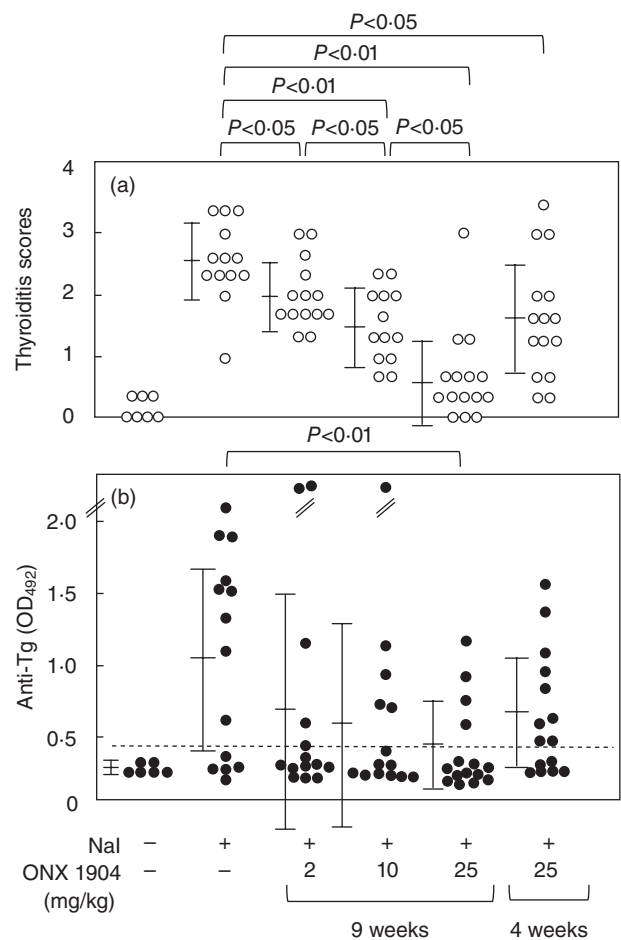 P<0·05
P<0·01
P<0·01
P<0·05 P<0·05 P<0·05
(a)
Thyroiditis scores
4
3
2
1
0
P<0·01
(b)
Anti-Tg (OD492)
2·0
1·5
1·0
0·5
0
NaI – + + + + +
ONX 1904 – – 2 10 25 25
(mg/kg)
9 weeks 4 weeks